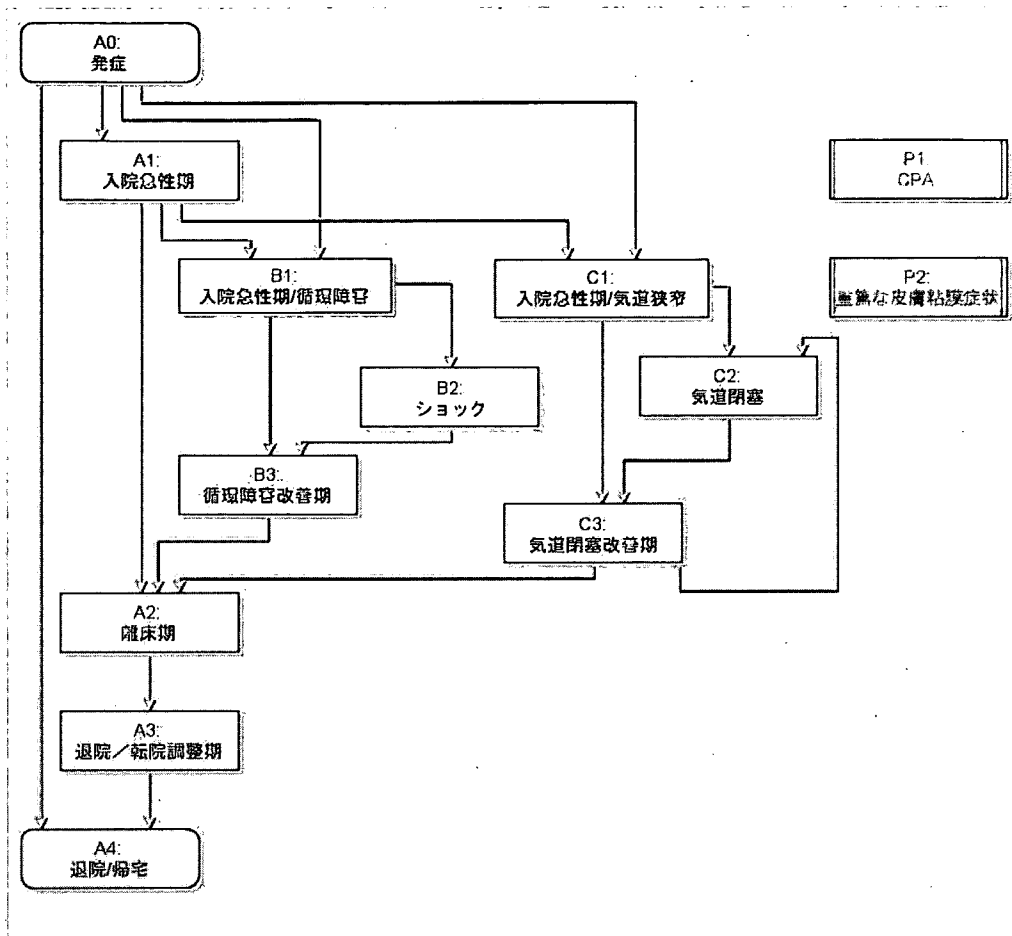 A0:
発症
A1:
入院急性期
P1
CPA
B1:
入院急性期/循環障害
C1:
入院急性期/気道狭窄
P2:
重篤な皮膚粘膜症状
B2:
ショック
C2:
気道閉塞
B3:
循環障害改善期
C3:
気道閉塞改善期
A2:
離床期
A3:
退院/転院調整期
A4:
退院/帰宅